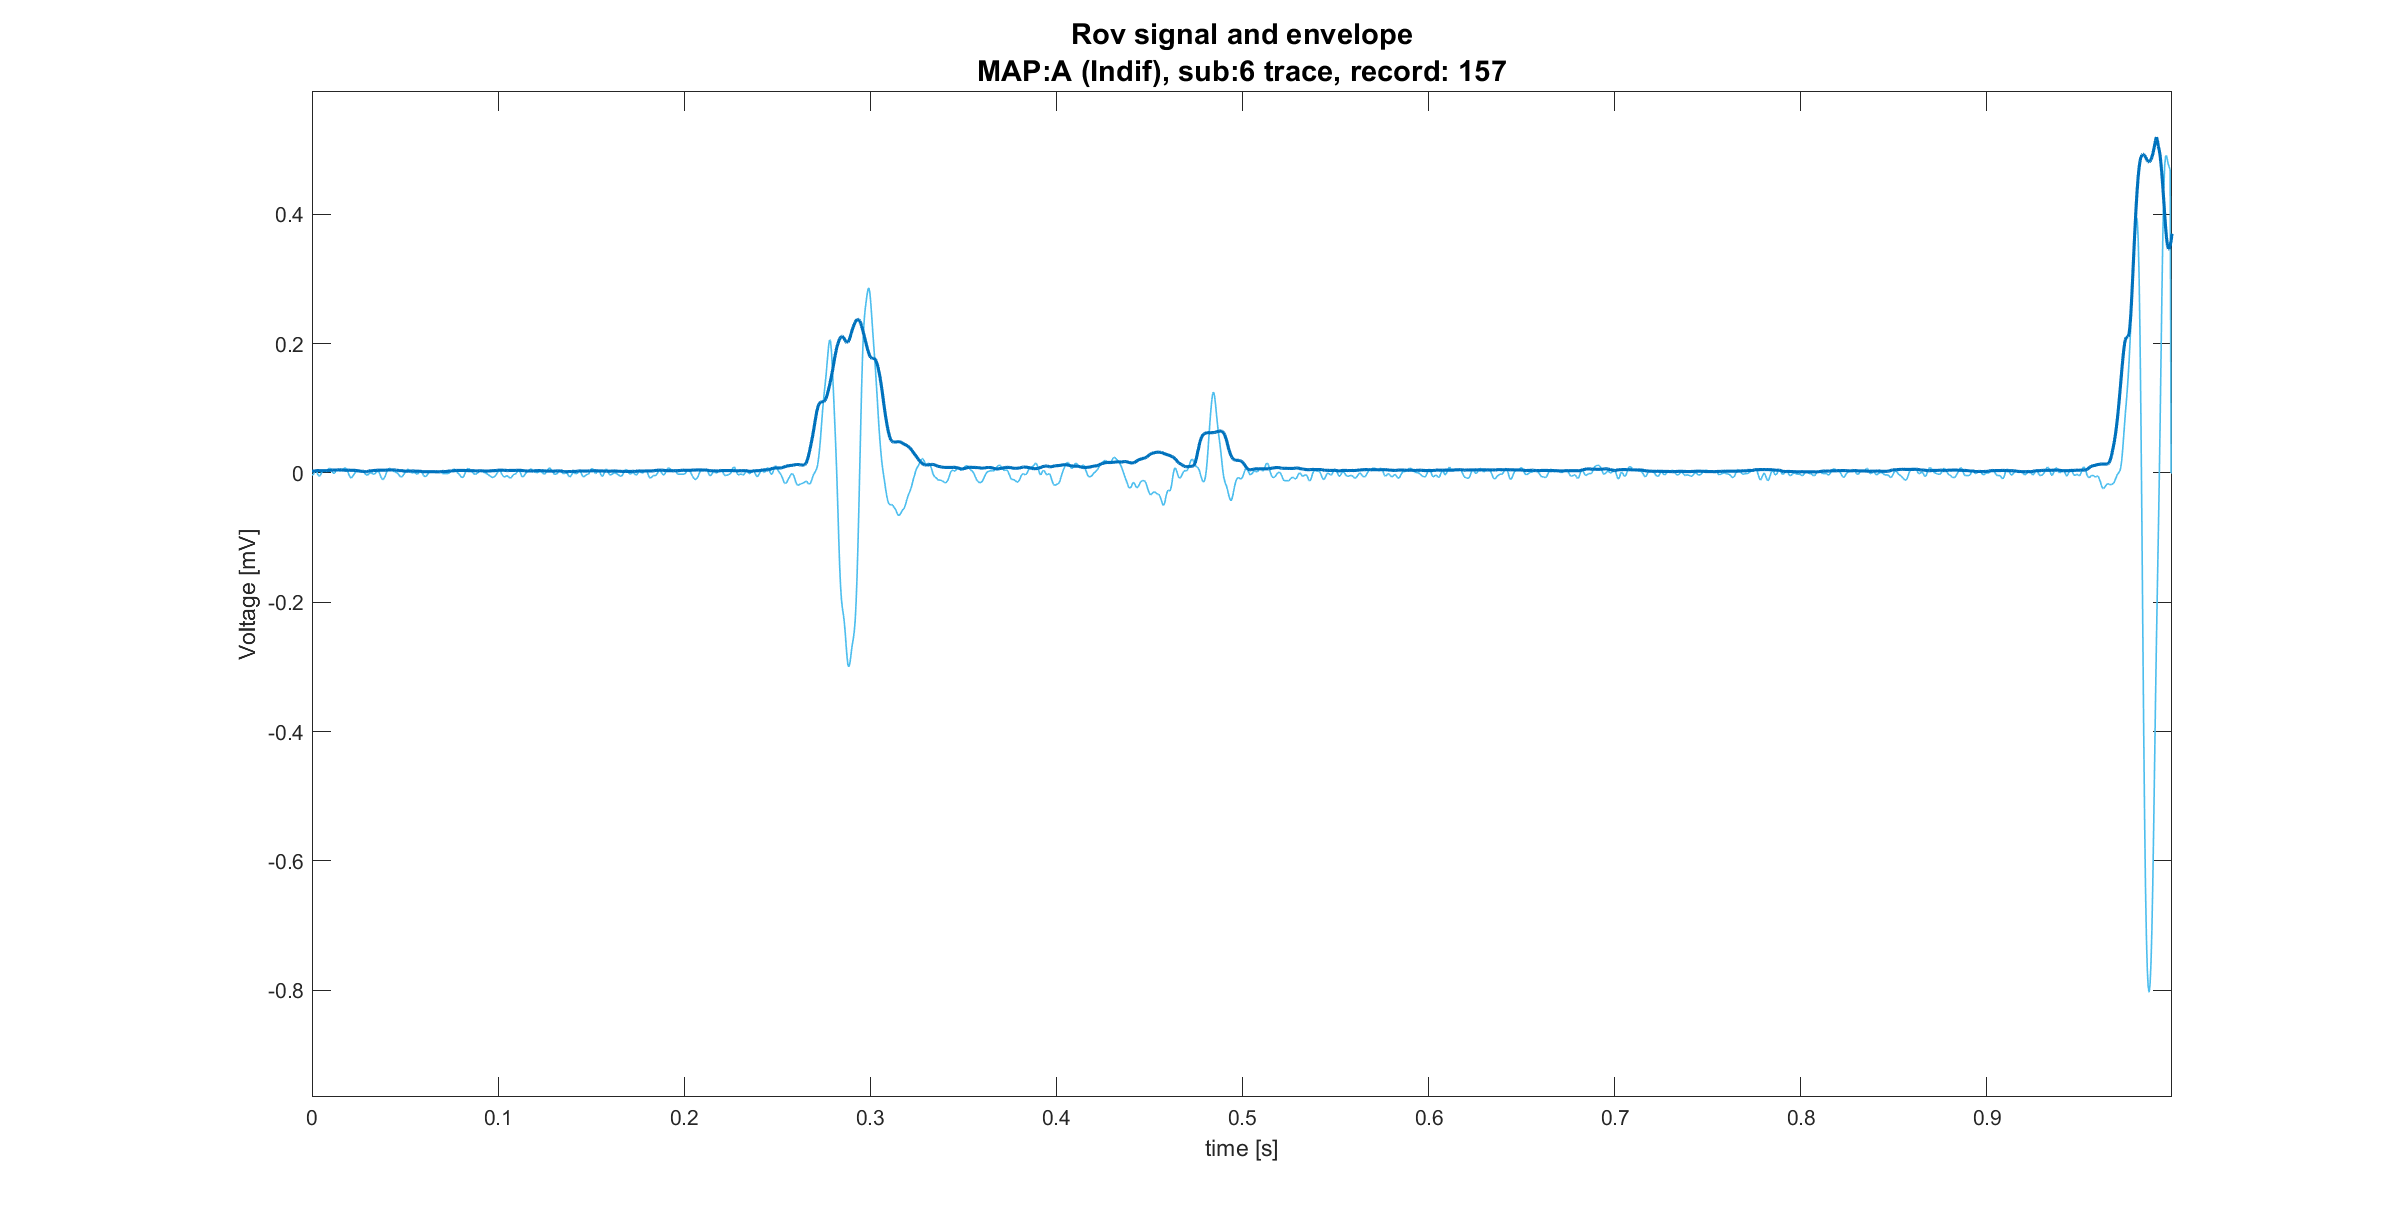 Rov signal and envelope
MAP:A (Indif), sub:6 trace, record: 157
0.4
0.2
0
-0.2
-0.4
-0.6
-0.8
Voltage [mV]
0 0.1 0.2 0.3 0.4 0.5 0.6 0.7 0.8 0.9
time [s]